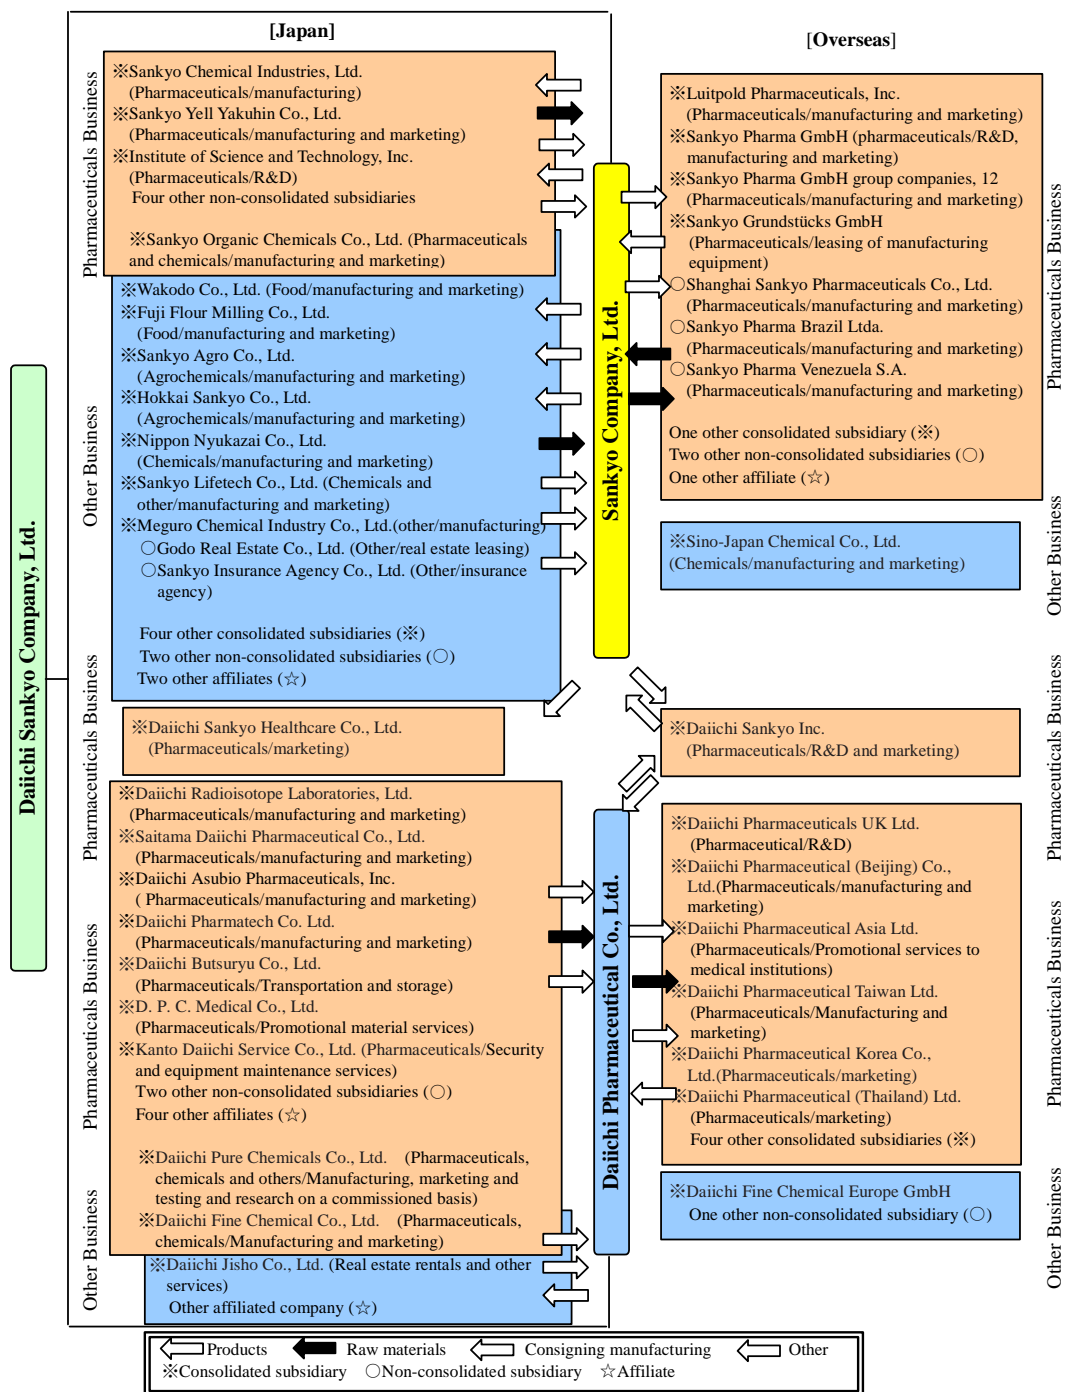 [Japan]
[Overseas]
Daiichi Sankyo Company, Ltd.
Pharmaceuticals Business
※Sankyo Chemical Industries, Ltd.
(Pharmaceuticals/manufacturing)
※Sankyo Yell Yakuhin Co., Ltd.
(Pharmaceuticals/manufacturing and marketing)
※Institute of Science and Technology, Inc.
(Pharmaceuticals/R&D)
Four other non-consolidated subsidiaries
※Sankyo Organic Chemicals Co., Ltd. (Pharmaceuticals
and chemicals/manufacturing and marketing)
Other Business
※Wakodo Co., Ltd. (Food/manufacturing and marketing)
※Fuji Flour Milling Co., Ltd.
(Food/manufacturing and marketing)
※Sankyo Agro Co., Ltd.
(Agrochemicals/manufacturing and marketing)
※Hokkai Sankyo Co., Ltd.
(Agrochemicals/manufacturing and marketing)
※Nippon Nyukazai Co., Ltd.
(Chemicals/manufacturing and marketing)
※Sankyo Lifetech Co., Ltd. (Chemicals and
other/manufacturing and marketing)
※Meguro Chemical Industry Co., Ltd.(other/manufacturing)
○Godo Real Estate Co., Ltd. (Other/real estate leasing)
○Sankyo Insurance Agency Co., Ltd. (Other/insurance
agency)
Four other consolidated subsidiaries (※)
Two other non-consolidated subsidiaries (○)
Two other affiliates (☆)
Sankyo Company, Ltd.
※Luitpold Pharmaceuticals, Inc.
(Pharmaceuticals/manufacturing and marketing)
※Sankyo Pharma GmbH (pharmaceuticals/R&D,
manufacturing and marketing)
※Sankyo Pharma GmbH group companies, 12
(Pharmaceuticals/manufacturing and marketing)
※Sankyo Grundstücks GmbH
(Pharmaceuticals/leasing of manufacturing
equipment)
○Shanghai Sankyo Pharmaceuticals Co., Ltd.
(Pharmaceuticals/manufacturing and marketing)
○Sankyo Pharma Brazil Ltda.
(Pharmaceuticals/manufacturing and marketing)
○Sankyo Pharma Venezuela S.A.
(Pharmaceuticals/manufacturing and marketing)
One other consolidated subsidiary (※)
Two other non-consolidated subsidiaries (○)
One other affiliate (☆)
Pharmaceuticals Business
※Sino-Japan Chemical Co., Ltd.
(Chemicals/manufacturing and marketing)
Other Business
Pharmaceuticals Business
※Daiichi Sankyo Healthcare Co., Ltd.
(Pharmaceuticals/marketing)
※Daiichi Sankyo Inc.
(Pharmaceuticals/R&D and marketing)
Pharmaceuticals Business
Pharmaceuticals Business
※Daiichi Radioisotope Laboratories, Ltd.
(Pharmaceuticals/manufacturing and marketing)
※Saitama Daiichi Pharmaceutical Co., Ltd.
(Pharmaceuticals/manufacturing and marketing)
※Daiichi Asubio Pharmaceuticals, Inc.
( Pharmaceuticals/manufacturing and marketing)
※Daiichi Pharmatech Co. Ltd.
(Pharmaceuticals/manufacturing and marketing)
※Daiichi Butsuryu Co., Ltd.
(Pharmaceuticals/Transportation and storage)
※D. P. C. Medical Co., Ltd.
(Pharmaceuticals/Promotional material services)
※Kanto Daiichi Service Co., Ltd. (Pharmaceuticals/Security
and equipment maintenance services)
Two other non-consolidated subsidiaries (○)
Four other affiliates (☆)
※Daiichi Pure Chemicals Co., Ltd. (Pharmaceuticals,
chemicals and others/Manufacturing, marketing and
testing and research on a commissioned basis)
※Daiichi Fine Chemical Co., Ltd. (Pharmaceuticals,
chemicals/Manufacturing and marketing)
Other Business
※Daiichi Jisho Co., Ltd. (Real estate rentals and other
services)
Other affiliated company (☆)
Daiichi Pharmaceutical Co., Ltd.
※Daiichi Pharmaceuticals UK Ltd.
(Pharmaceutical/R&D)
※Daiichi Pharmaceutical (Beijing) Co.,
Ltd.(Pharmaceuticals/manufacturing and
marketing)
※Daiichi Pharmaceutical Asia Ltd.
(Pharmaceuticals/Promotional services to
medical institutions)
※Daiichi Pharmaceutical Taiwan Ltd.
(Pharmaceuticals/Manufacturing and
marketing)
※Daiichi Pharmaceutical Korea Co.,
Ltd.(Pharmaceuticals/marketing)
※Daiichi Pharmaceutical (Thailand) Ltd.
(Pharmaceuticals/marketing)
Four other consolidated subsidiaries (※)
Pharmaceuticals Business
※Daiichi Fine Chemical Europe GmbH
One other non-consolidated subsidiary (○)
Other Business
Products Raw materials Consigning manufacturing Other
※Consolidated subsidiary ○Non-consolidated subsidiary ☆Affiliate